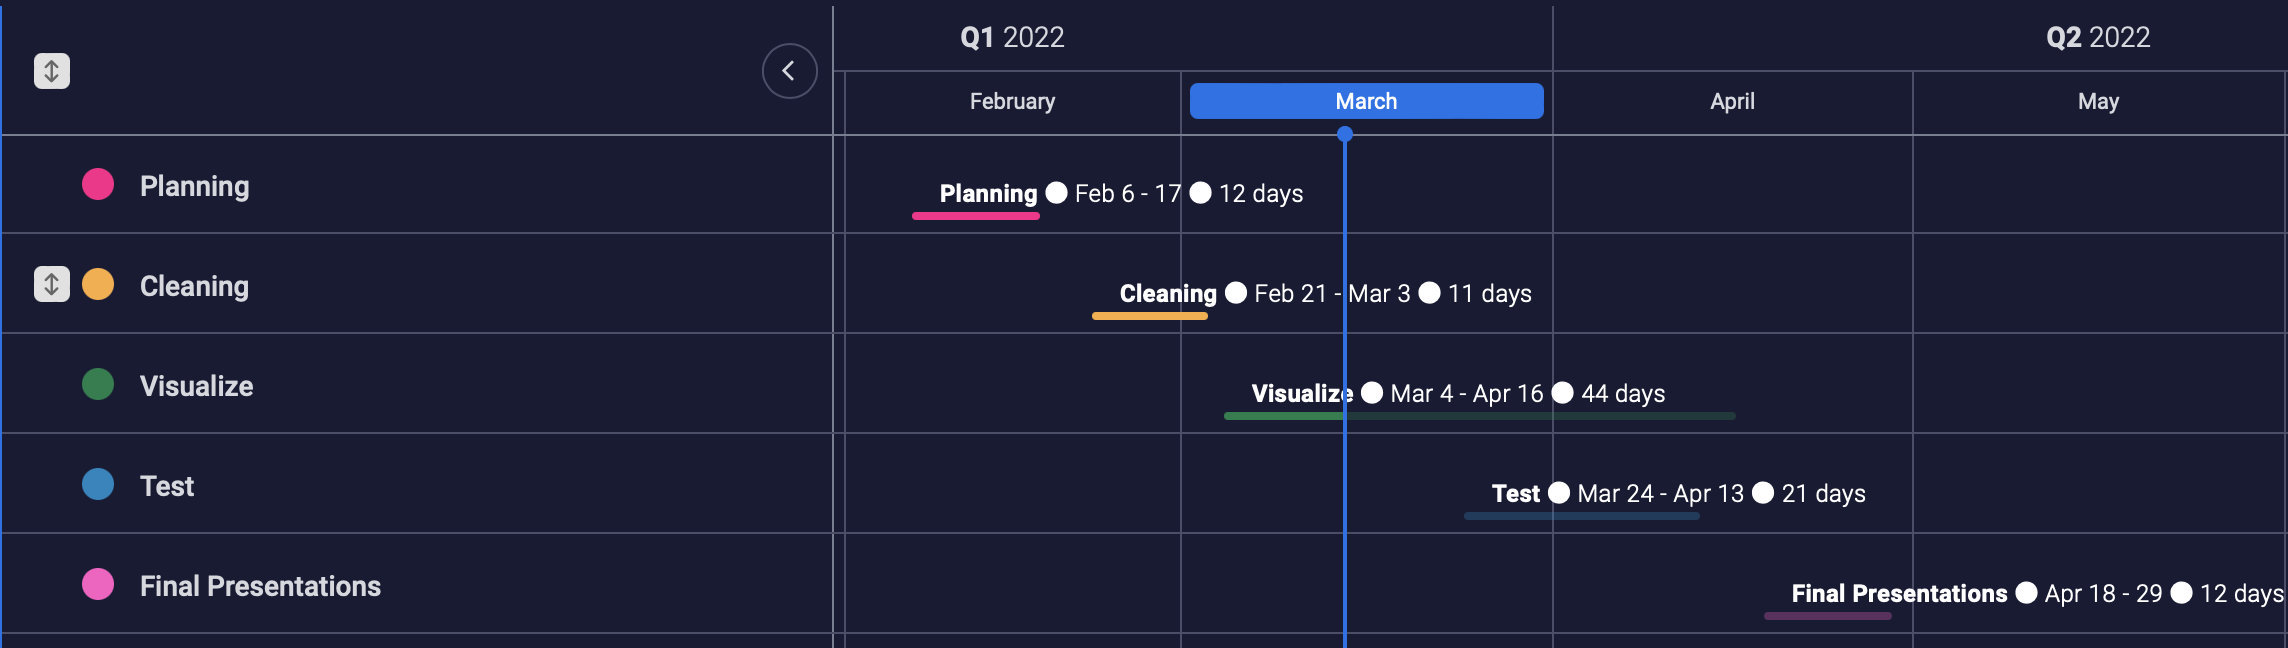 Q1 2022
Q2 2022
February
March
April
May
Planning
Planning Feb 6 - 17 12 days
Cleaning
Cleaning Feb 21 - Mar 3 11 days
Visualize
Visualize Mar 4 - Apr 16 44 days
Test
Test Mar 24 - Apr 13 21 days
Final Presentations
Final Presentations Apr 18 - 29 12 days